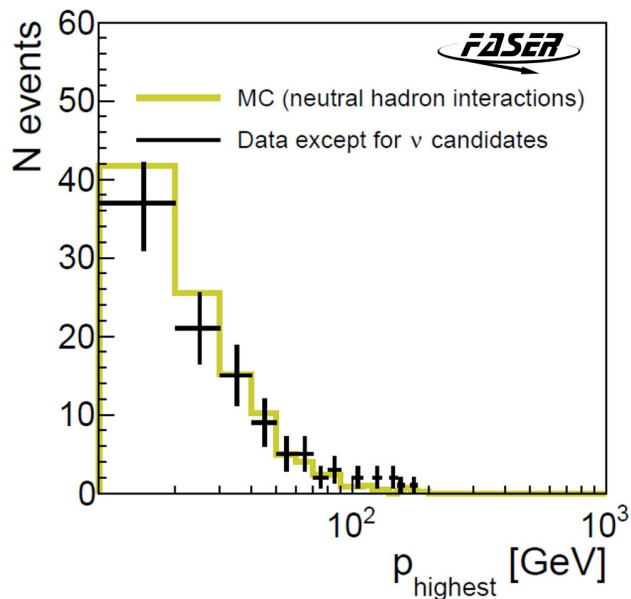 60
50
40
30
20
10
0
N events
FASER
MC (neutral hadron interactions)
Data except for ν candidates
10²
10³
p_highest [GeV]